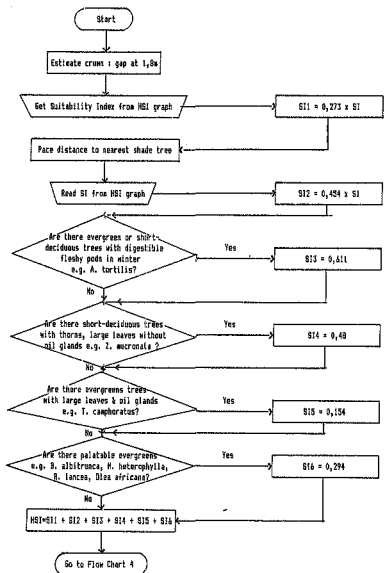 Start
Estimate crown : gap at 1,8m
Get Suitability Index from HSI graph
SI1 = 0,273 x SI
Pace distance to nearest shade tree
Read SI from HSI graph
SI2 = 0,454 x SI
Are there evergreen or short-
deciduous trees with digestible
fleshy pods in winter
e.g. A. tortilis?
Yes
SI3 = 0,611
No
Are there short-deciduous trees
with thorns, large leaves without
oil glands e.g. Z. mucronata ?
Yes
SI4 = 0,48
No
Are there evergreens trees
with large leaves & oil glands
e.g. T. camphoratus?
Yes
SI5 = 0,154
No
Are there palatable evergreens
e.g. B. albitrunca, M. heterophylla,
R. lancea, Olea africana?
Yes
SI6 = 0,294
No
HSI=SI1 + SI2 + SI3 + SI4 + SI5 + SI6
Go to Flow Chart 4